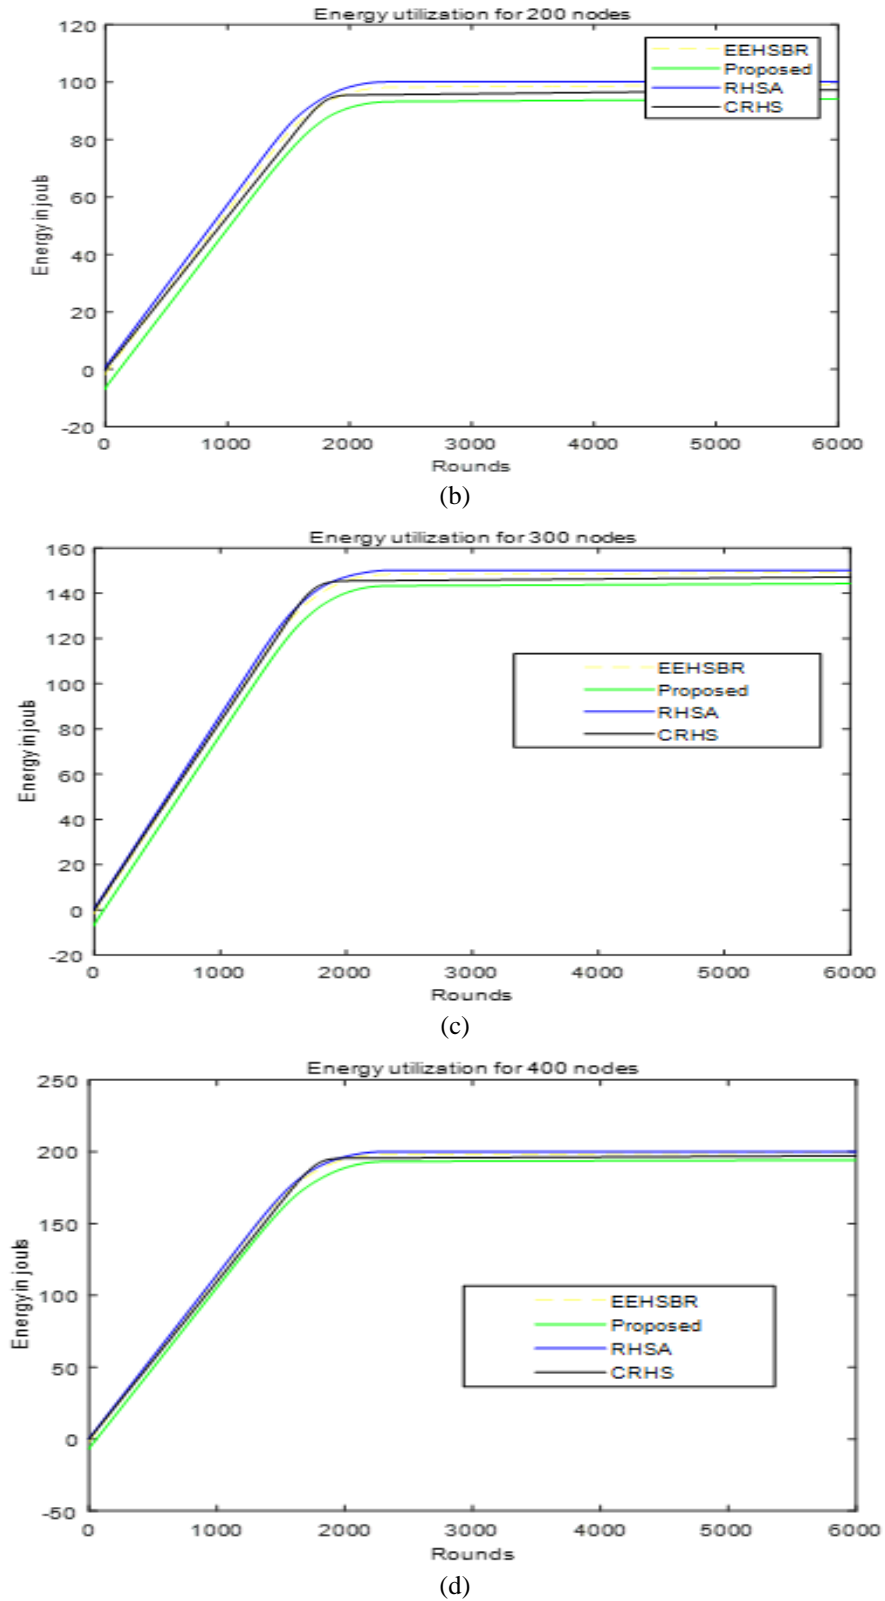 Energy utilization for 200 nodes
120
100
80
60
40
20
0
-20
Energy in jouls
EEHSBR
Proposed
RHSA
CRHS
0 1000 2000 3000 4000 5000 6000
Rounds
(b)
Energy utilization for 300 nodes
160
140
120
100
80
60
40
20
0
-20
Energy in jouls
EEHSBR
Proposed
RHSA
CRHS
0 1000 2000 3000 4000 5000 6000
Rounds
(c)
Energy utilization for 400 nodes
250
200
150
100
50
0
-50
Energy in jouls
EEHSBR
Proposed
RHSA
CRHS
0 1000 2000 3000 4000 5000 6000
Rounds
(d)